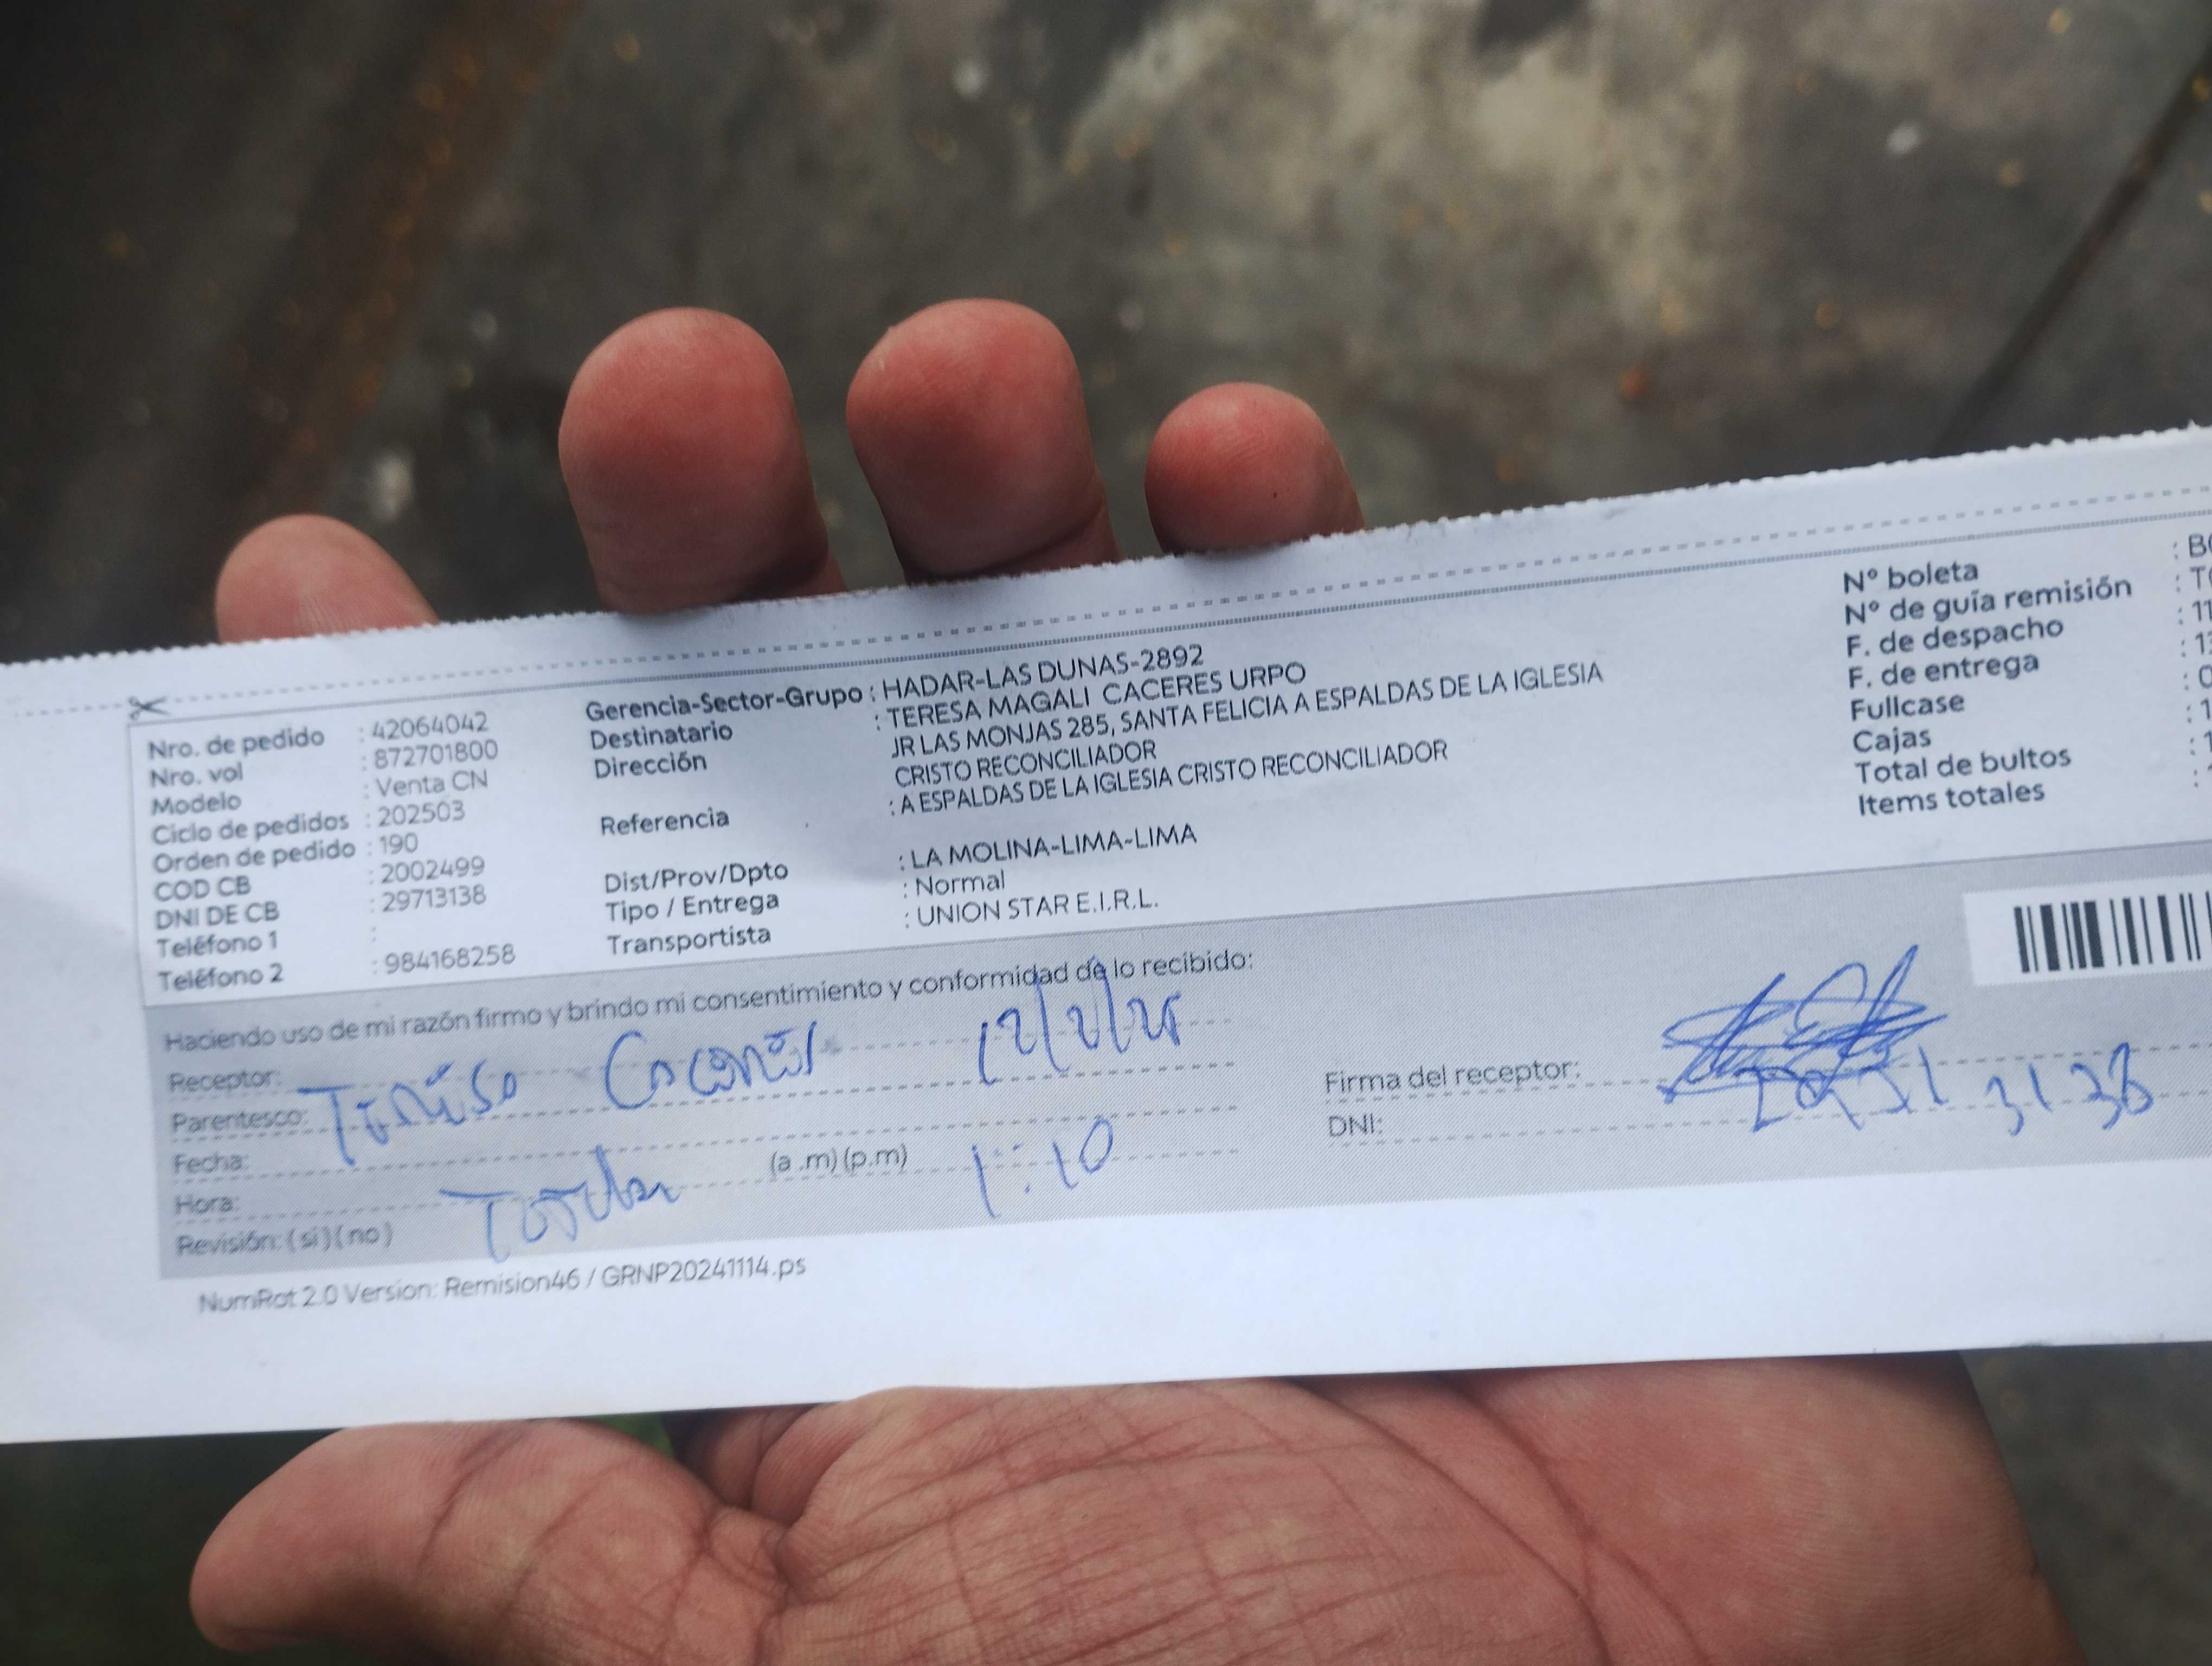 Nro. de pedido : 42064042
Nro. vol : 872701800
Modelo : Venta CN
Ciclo de pedidos : 202503
Orden de pedido : 190
COD CB : 2002499
DNI DE CB : 29713138
Teléfono 1 :
Teléfono 2 : 984168258
Gerencia-Sector-Grupo : HADAR-LAS DUNAS-2892
Destinatario : TERESA MAGALI CACERES URPO
Dirección JR LAS MONJAS 285, SANTA FELICIA A ESPALDAS DE LA IGLESIA
CRISTO RECONCILIADOR
Referencia : A ESPALDAS DE LA IGLESIA CRISTO RECONCILIADOR
Dist/Prov/Dpto : LA MOLINA-LIMA-LIMA
Tipo / Entrega : Normal
Transportista : UNION STAR E.I.R.L.
Nº boleta
Nº de guía remisión
F. de despacho
F. de entrega
Fullcase
Cajas
Total de bultos
Items totales
Haciendo uso de mi razón firmo y brindo mi consentimiento y conformidad de lo recibido:
Receptor:
Parentesco:
Fecha:
Hora: (a .m) (p.m) 1:10
Revisión: (si) (no)
Firma del receptor:
DNI:
NumRot 2.0 Version: Remision46 / GRNP20241114.ps